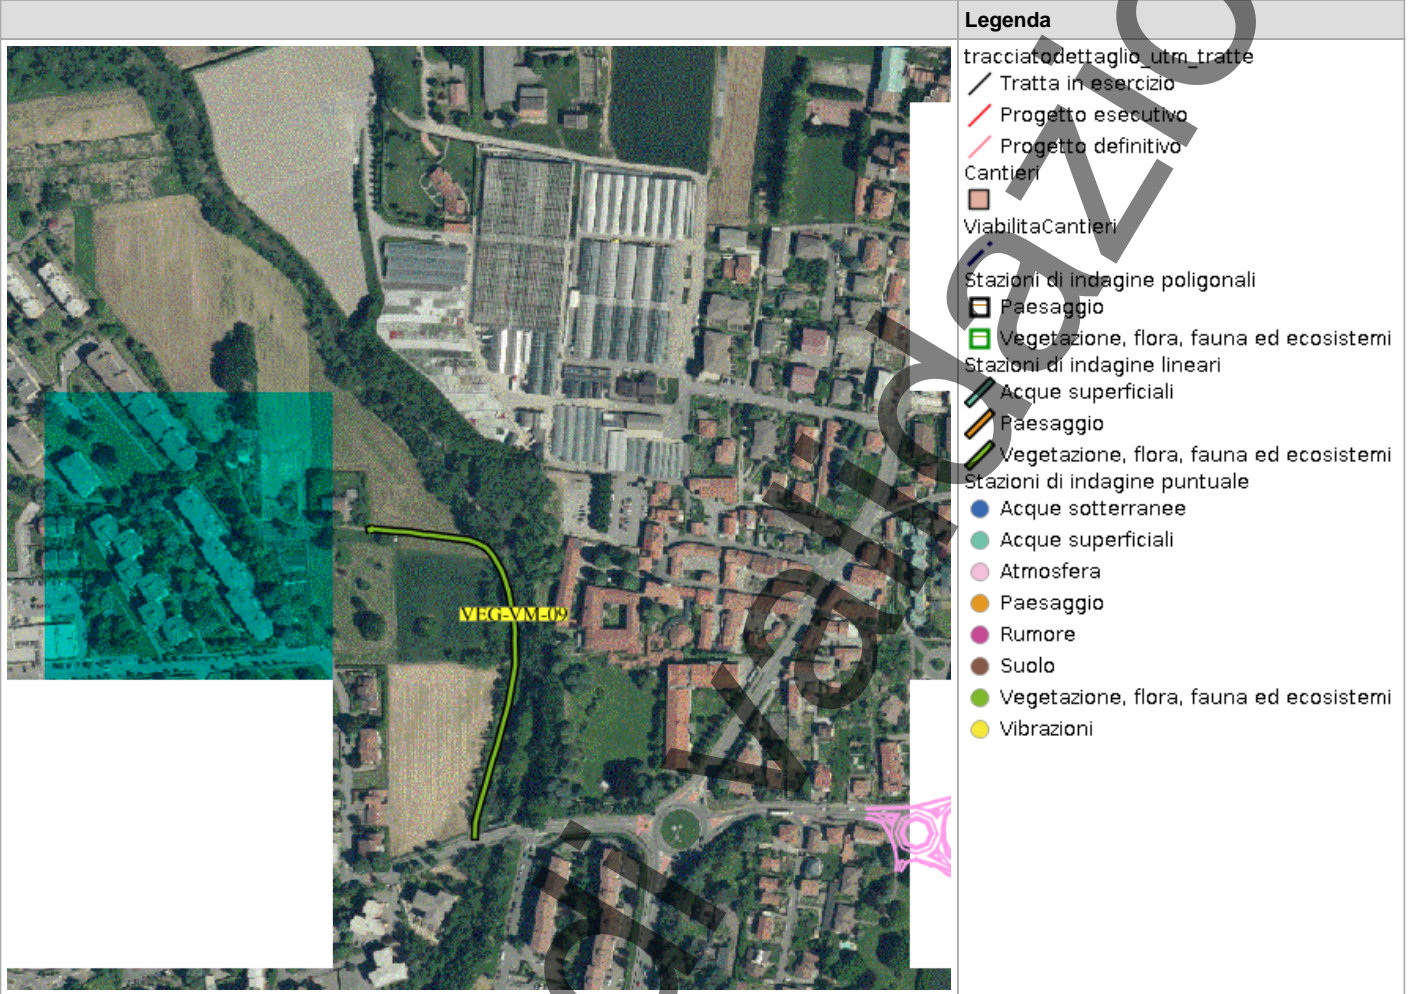 Legenda
tracciatodettaglio_utm_tratte
Tratta in esercizio
Progetto esecutivo
Progetto definitivo
Cantieri
ViabilitaCantieri
Stazioni di indagine poligonali
Paesaggio
Vegetazione, flora, fauna ed ecosistemi
Stazioni di indagine lineari
Acque superficiali
Paesaggio
Vegetazione, flora, fauna ed ecosistemi
Stazioni di indagine puntuale
Acque sotterranee
Acque superficiali
Atmosfera
Paesaggio
Rumore
Suolo
Vegetazione, flora, fauna ed ecosistemi
Vibrazioni
VEG-VM-09
di Validazio